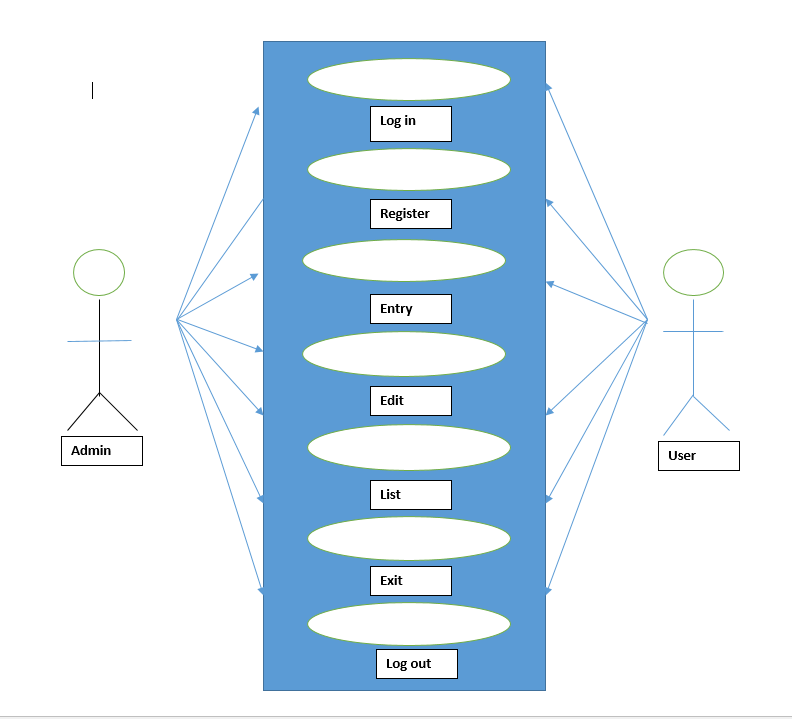 Log in
Register
Entry
Edit
List
Exit
Log out
Admin
User